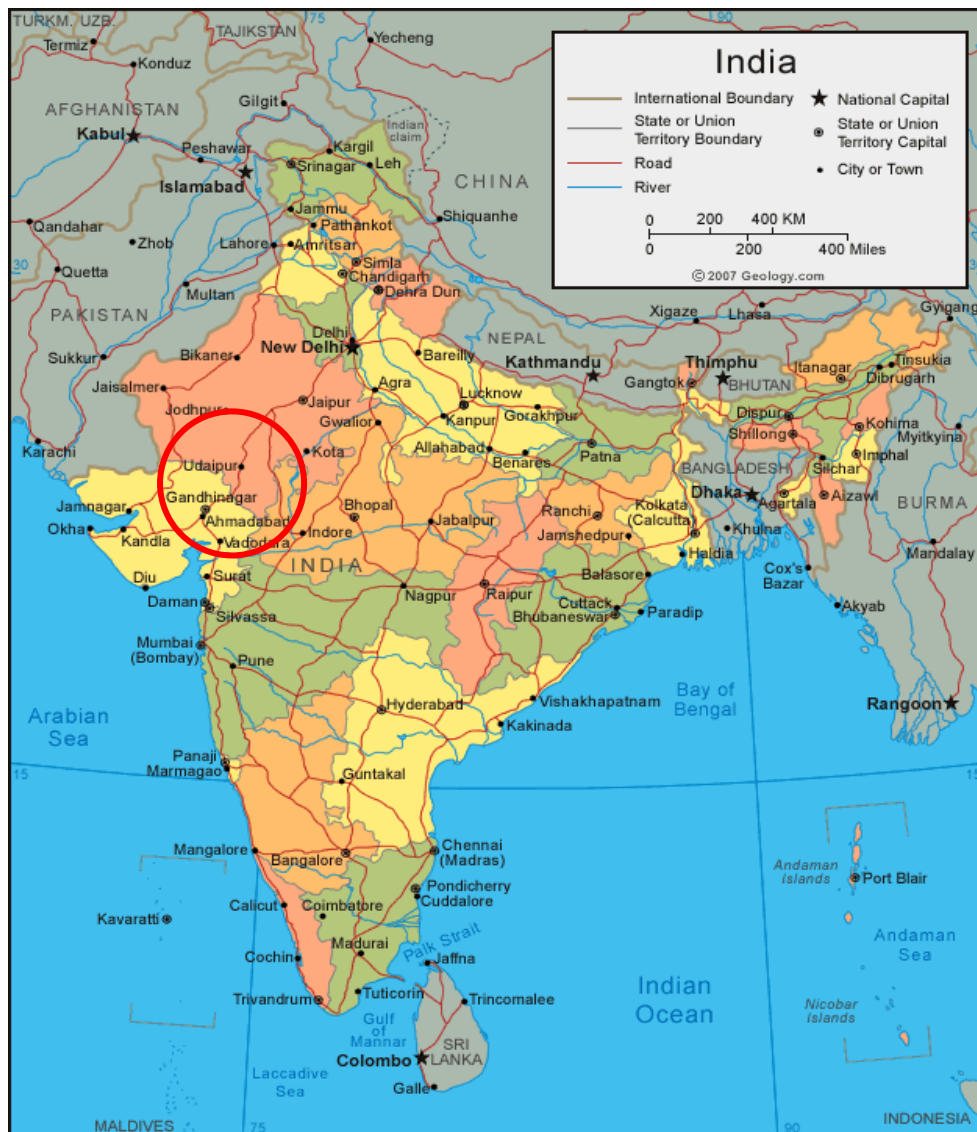 TURKM.
UZB.
75
90
TAJIKISTAN
Termiz
Konduz
Yecheng
AFGHANISTAN
Gilgit
Kabul
Peshawar
Islamabad
Indian
claim
Kargil
Leh
Srinagar
CHINA
India
International Boundary
State or Union
Territory Boundary
Road
River
National Capital
State or Union
Territory Capital
City or Town
0 200 400 KM
0 200 400 Miles
© 2007 Geology.com
Jammu
Pathankot
Shiquanhe
Qandahar
Zhob
Lahore
Amritsar
Simla
Chandigarh
Dehra Dun
30
30
Quetta
Multan
PAKISTAN
Sukkur
Bikaner
Delhi
New Delhi
Bareilly
NEPAL
Kathmandu
Xigaze
Lhasa
Gyigang
Thimphu
BHUTAN
Gangtok
Itanagar
Tinsukia
Dibrugarh
Jaisalmer
Jodhpur
Jaipur
Agra
Lucknow
Gwalior
Kanpur
Gorakhpur
Allahabad
Benares
Patna
Dispur
Shillong
Kohima
Myitkyina
Imphal
Silchar
Karachi
Udaipur
Kota
BANGLADESH
Dhaka
Agartala
Aizawl
BURMA
Gandhinagar
Ahmadabad
Jamnagar
Okha
Kandla
Vadodara
Indore
Bhopal
Jabalpur
Ranchi
Jamshedpur
Kolkata
(Calcutta)
Khulna
Haldia
Mandalay
INDIA
Diu
Surat
Daman
Silvassa
Nagpur
Raipur
Balasore
Cuttack
Bhubaneswar
Paradip
Cox's
Bazar
Akyab
Mumbai
(Bombay)
Pune
Hyderabad
Vishakhapatnam
Kakinada
Bay of
Bengal
Rangoon
Arabian
Sea
Panaji
Marmagao
15
15
Guntakal
Mangalore
Bangalore
Chennai
(Madras)
Pondicherry
Cuddalore
Andaman
Islands
Port Blair
Kavaratti
Calicut
Coimbatore
Madurai
Palk Strait
Jaffna
Cochin
Trivandrum
Tuticorin
Trincomalee
Gulf
of
Mannar
Colombo
SRI
LANKA
Galle
Laccadive
Sea
Indian
Ocean
Andaman
Sea
Nicobar
Islands
MALDIVES
75
90
INDONESIA